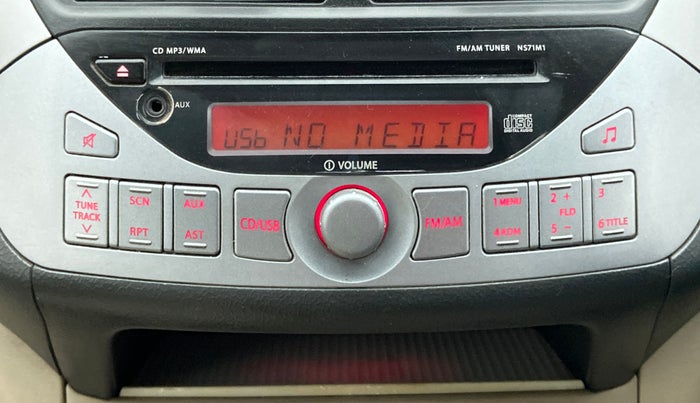 CD MP3/WMA
FM/AM TUNER NS71M1
AUX
USb NO MEDIA
COMPACT
DISC
DIGITAL AUDIO
VOLUME
TUNE
TRACK
SCN
RPT
AUX
AST
CD/USB
FM/AM
1 MENU
4 RDM
2 +
FLD
5 −
3
6 TITLE